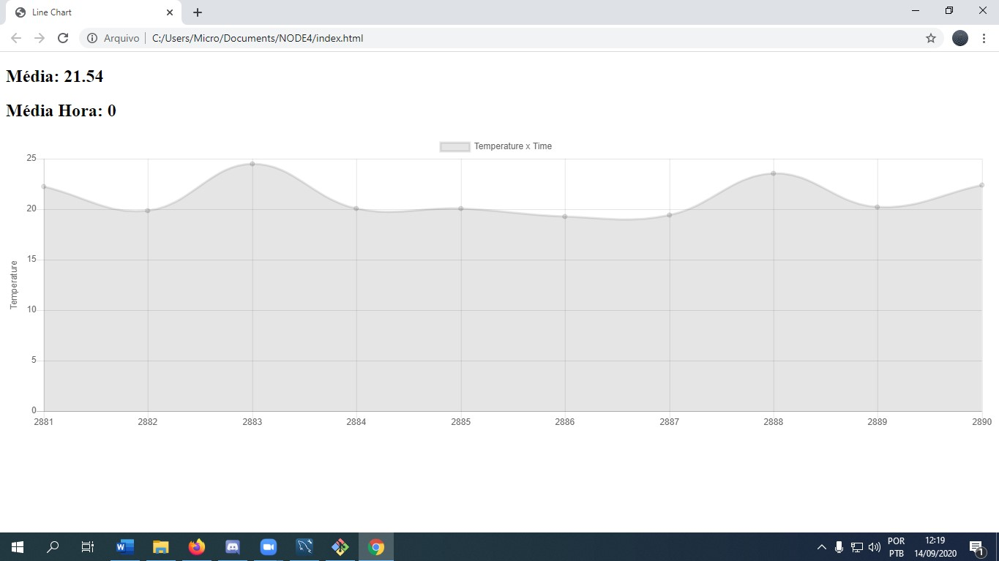 Line Chart
Arquivo C:/Users/Micro/Documents/NODE4/index.html
Média: 21.54
Média Hora: 0
Temperature x Time
25
20
15
10
5
0
Temperature
2881 2882 2883 2884 2885 2886 2887 2888 2889 2890
POR 12:19
PTB 14/09/2020
1